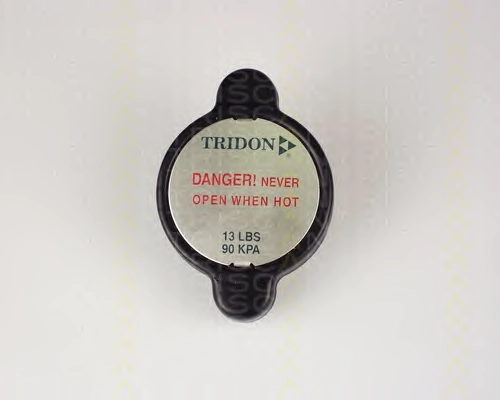 TRIDON
DANGER! NEVER
OPEN WHEN HOT
13 LBS
90 KPA